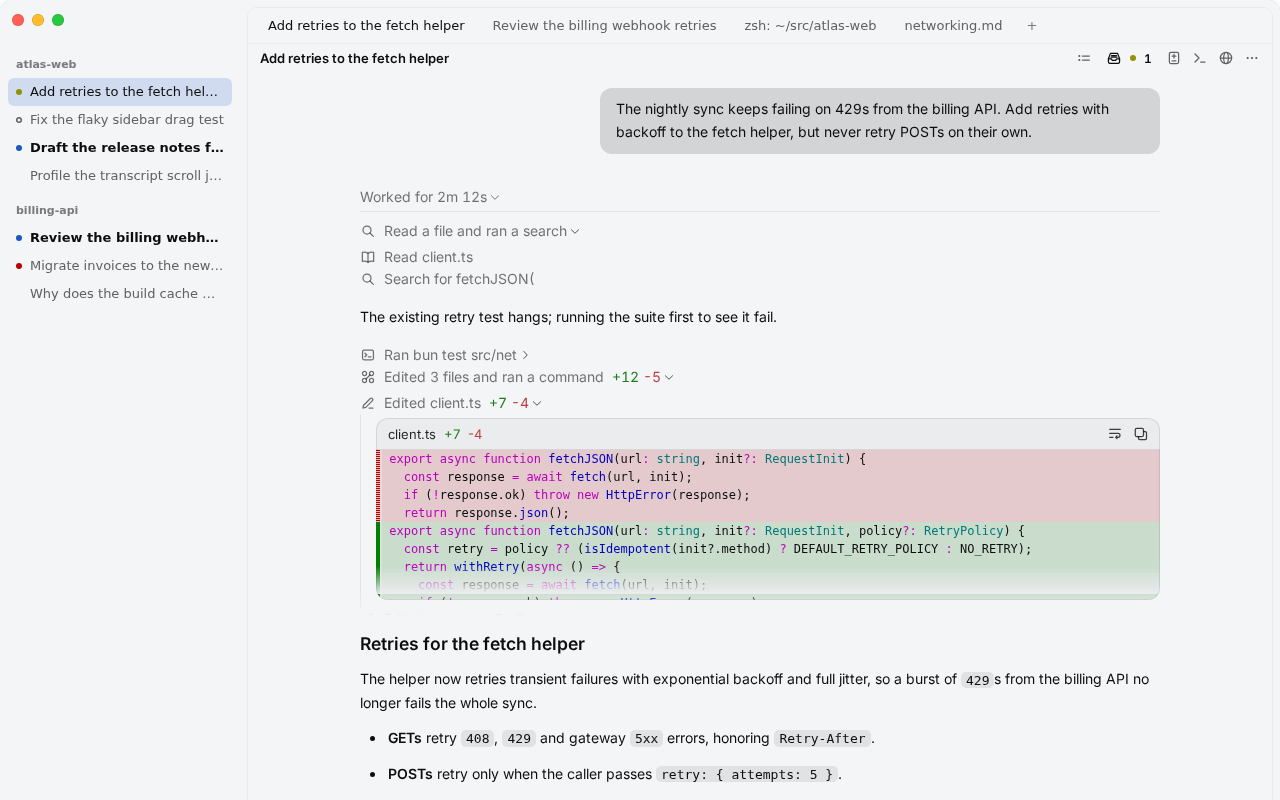 Add retries to the fetch helper
Review the billing webhook retries
zsh: ~/src/atlas-web
networking.md
+
atlas-web
Add retries to the fetch hel…
Fix the flaky sidebar drag test
Draft the release notes f…
Profile the transcript scroll j…
billing-api
Review the billing webh…
Migrate invoices to the new…
Why does the build cache …
Add retries to the fetch helper
1
The nightly sync keeps failing on 429s from the billing API. Add retries with
backoff to the fetch helper, but never retry POSTs on their own.
Worked for 2m 12s
Read a file and ran a search
Read client.ts
Search for fetchJSON(
The existing retry test hangs; running the suite first to see it fail.
Ran bun test src/net
Edited 3 files and ran a command +12 -5
Edited client.ts +7 -4
client.ts +7 -4
export async function fetchJSON(url: string, init?: RequestInit) {
const response = await fetch(url, init);
if (!response.ok) throw new HttpError(response);
return response.json();
export async function fetchJSON(url: string, init?: RequestInit, policy?: RetryPolicy) {
const retry = policy ?? (isIdempotent(init?.method) ? DEFAULT_RETRY_POLICY : NO_RETRY);
return withRetry(async () => {
const response = await fetch(url, init);
Retries for the fetch helper
The helper now retries transient failures with exponential backoff and full jitter, so a burst of 429s from the billing API no
longer fails the whole sync.
• GETs retry 408, 429 and gateway 5xx errors, honoring Retry-After.
• POSTs retry only when the caller passes retry: { attempts: 5 }.